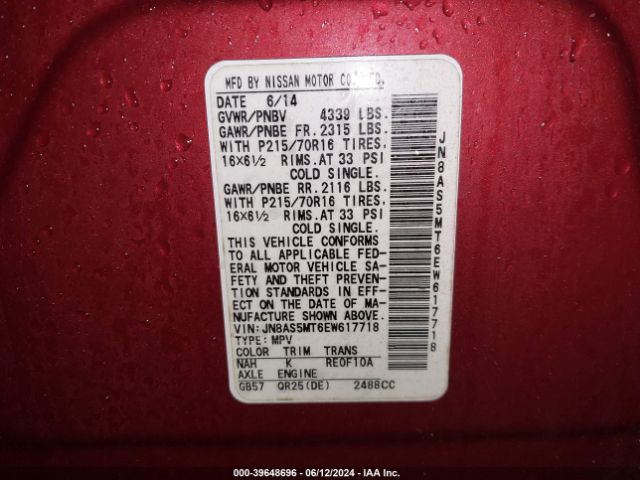 MFD BY NISSAN MOTOR CO., LTD.
DATE 6/14
GVWR/PNBV 4339 LBS.
GAWR/PNBE FR. 2315 LBS.
WITH P215/70R16 TIRES,
16X6½ RIMS. AT 33 PSI
COLD SINGLE.
GAWR/PNBE RR. 2116 LBS.
WITH P215/70R16 TIRES,
16X6½ RIMS. AT 33 PSI
COLD SINGLE.
THIS VEHICLE CONFORMS
TO ALL APPLICABLE FED-
ERAL MOTOR VEHICLE SA-
FETY AND THEFT PREVEN-
TION STANDARDS IN EFF-
ECT ON THE DATE OF MA-
NUFACTURE SHOWN ABOVE.
VIN: JN8AS5MT6EW617718
TYPE: MPV
COLOR TRIM TRANS
NAH K RE0F10A
AXLE ENGINE
GB57 QR25(DE) 2488CC
JN8AS5MT6EW617718
000-39648696 - 06/12/2024 - IAA Inc.